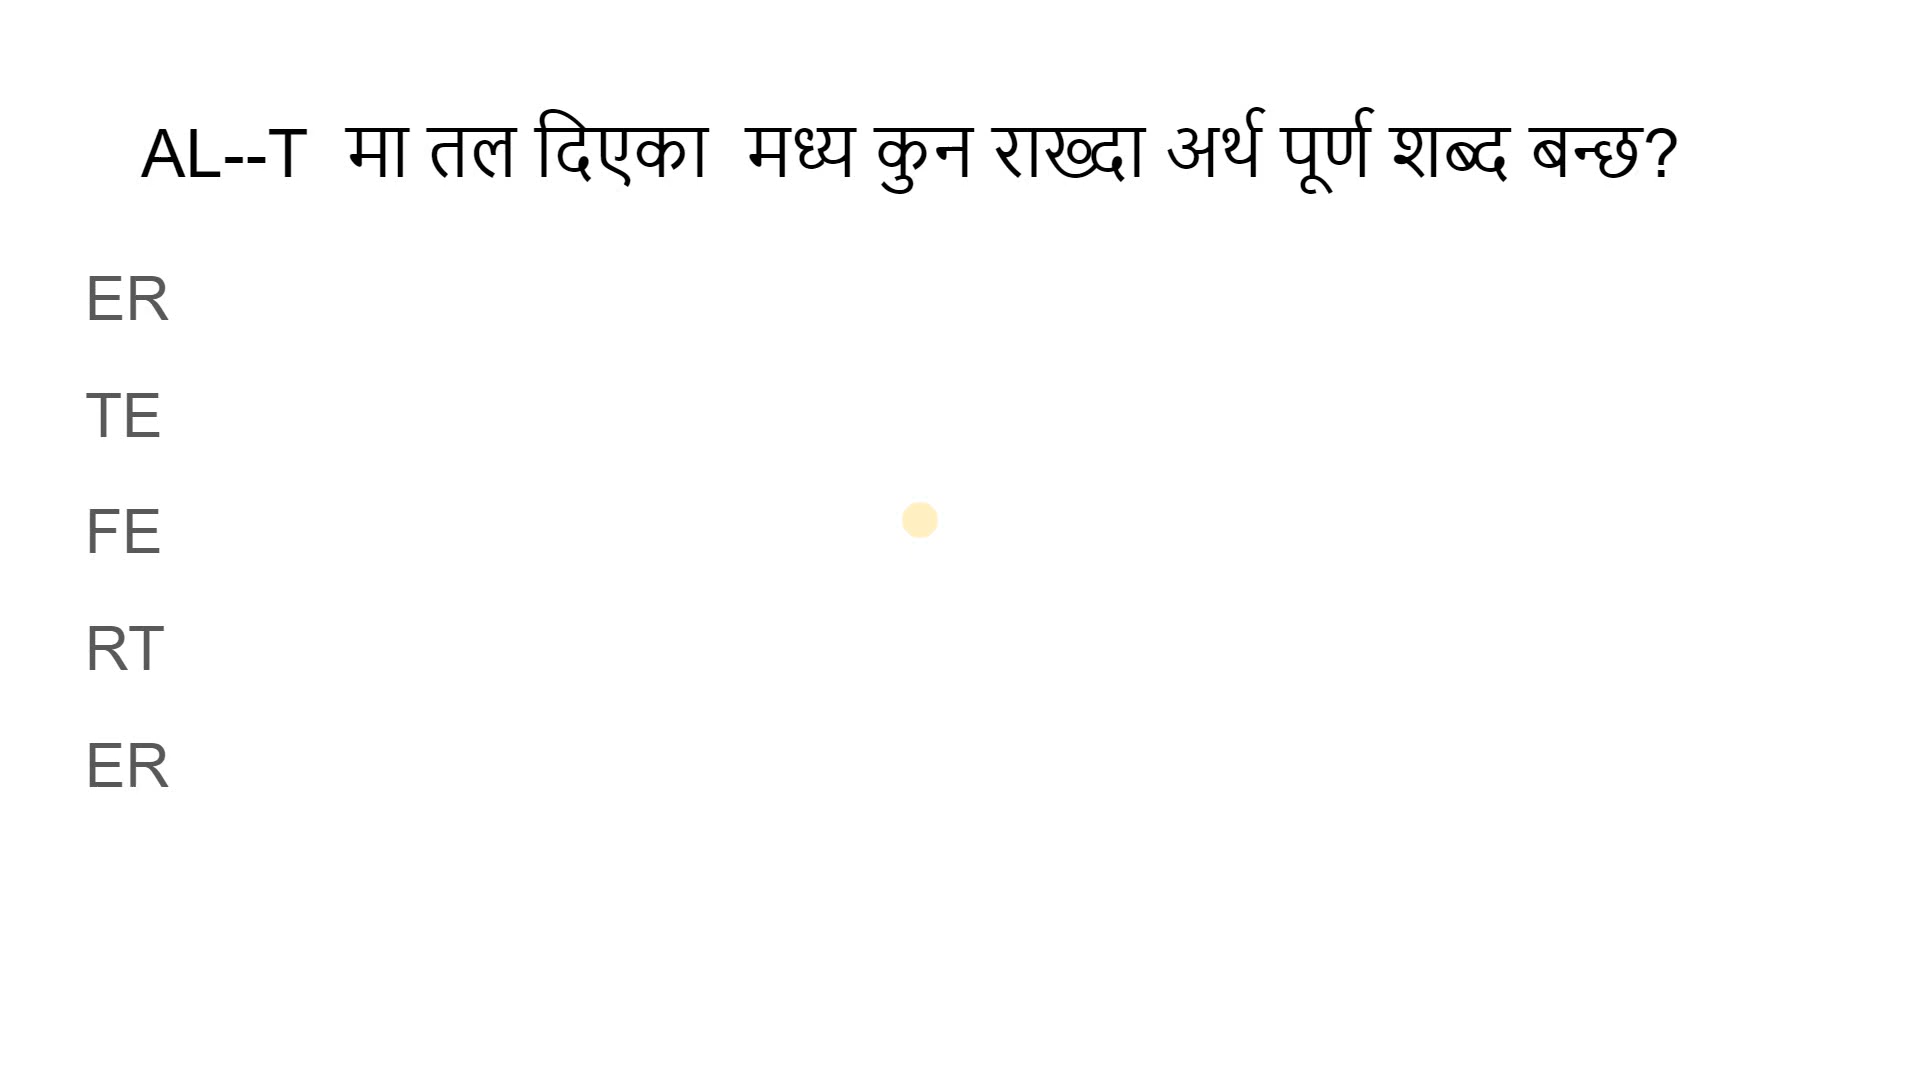 AL--T मा तल दिएका मध्य कुन राख्दा अर्थ पूर्ण शब्द बन्छ?
ER
TE
FE
RT
ER